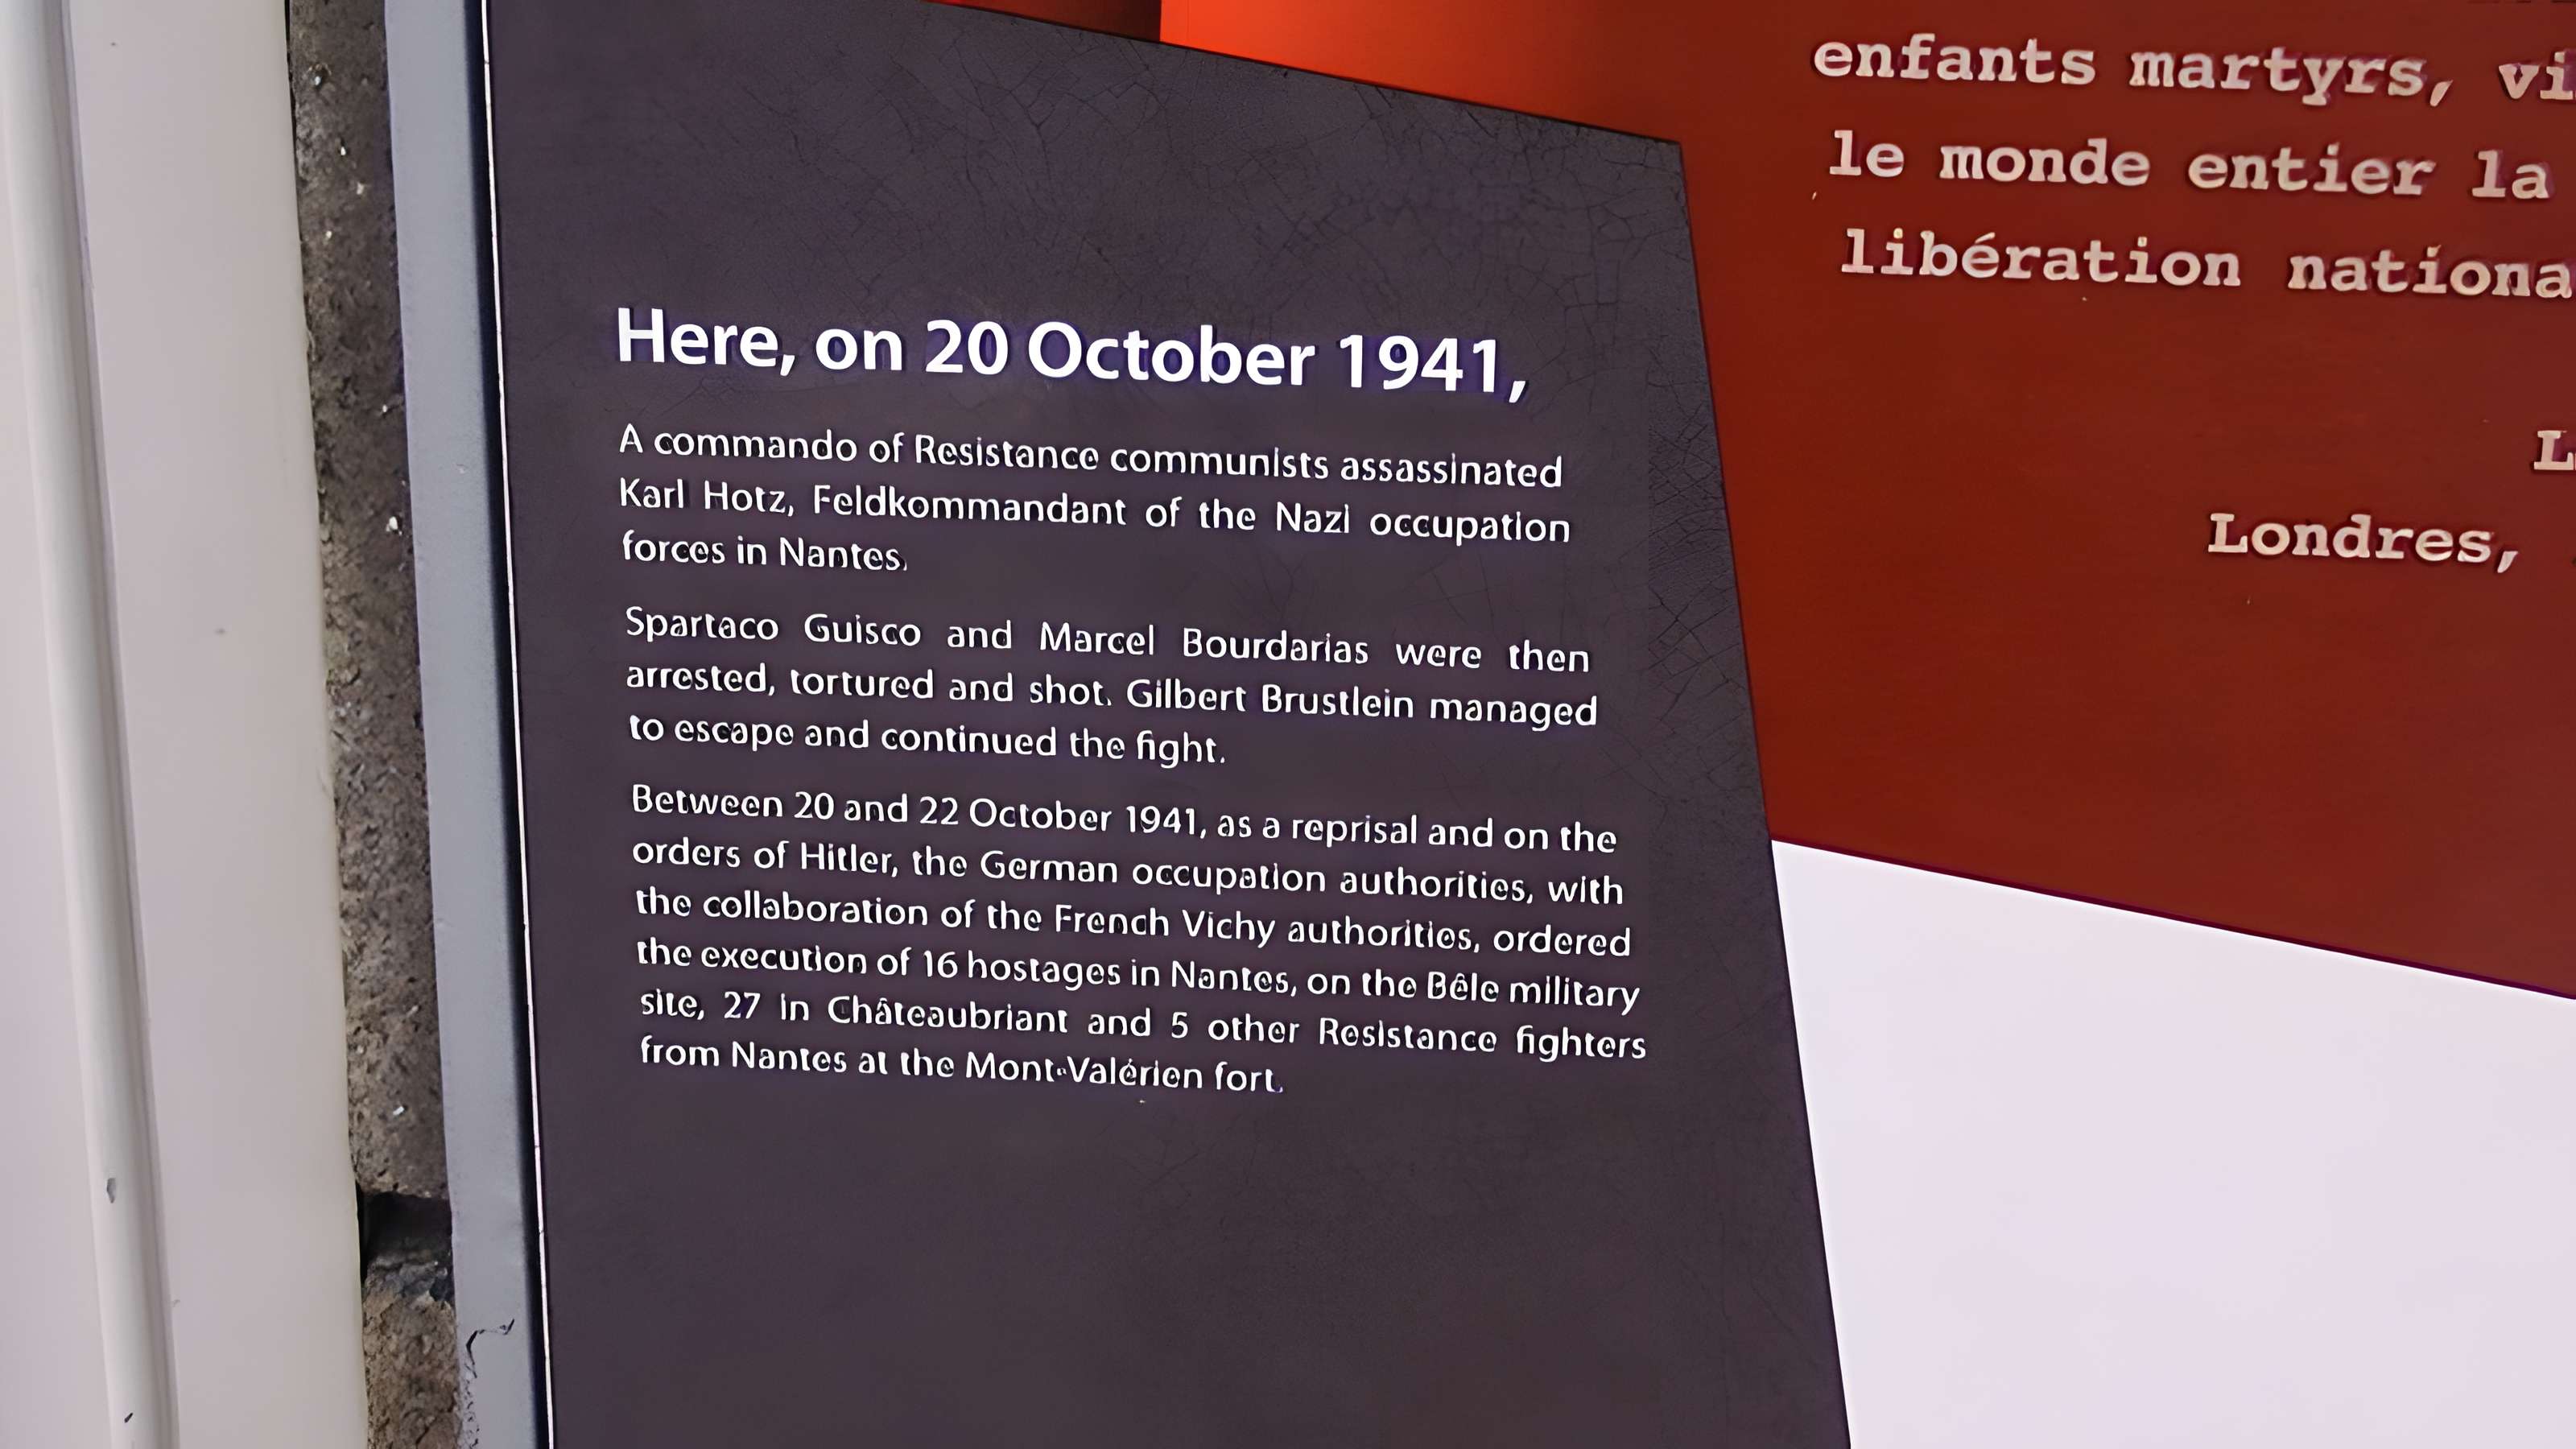 Here, on 20 October 1941,
A commando of Resistance communists assassinated
Karl Hotz, Feldkommandant of the Nazi occupation
forces in Nantes.
Spartaco Guisco and Marcel Bourdarias were then
arrested, tortured and shot. Gilbert Brustlein managed
to escape and continued the fight.
Between 20 and 22 October 1941, as a reprisal and on the
orders of Hitler, the German occupation authorities, with
the collaboration of the French Vichy authorities, ordered
the execution of 16 hostages in Nantes, on the Bêle military
site, 27 in Châteaubriant and 5 other Resistance fighters
from Nantes at the Mont-Valérien fort.
enfants martyrs, vi
le monde entier la
libération nationa
L
Londres,